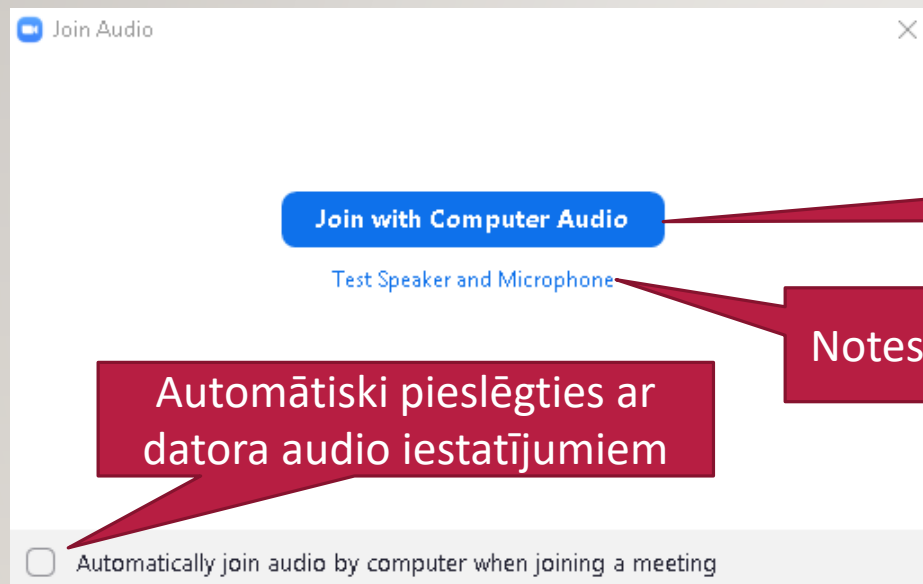 Join Audio
Join with Computer Audio
Test Speaker and Microphone
Notes
Automātiski pieslēgties ar
datora audio iestatījumiem
Automatically join audio by computer when joining a meeting